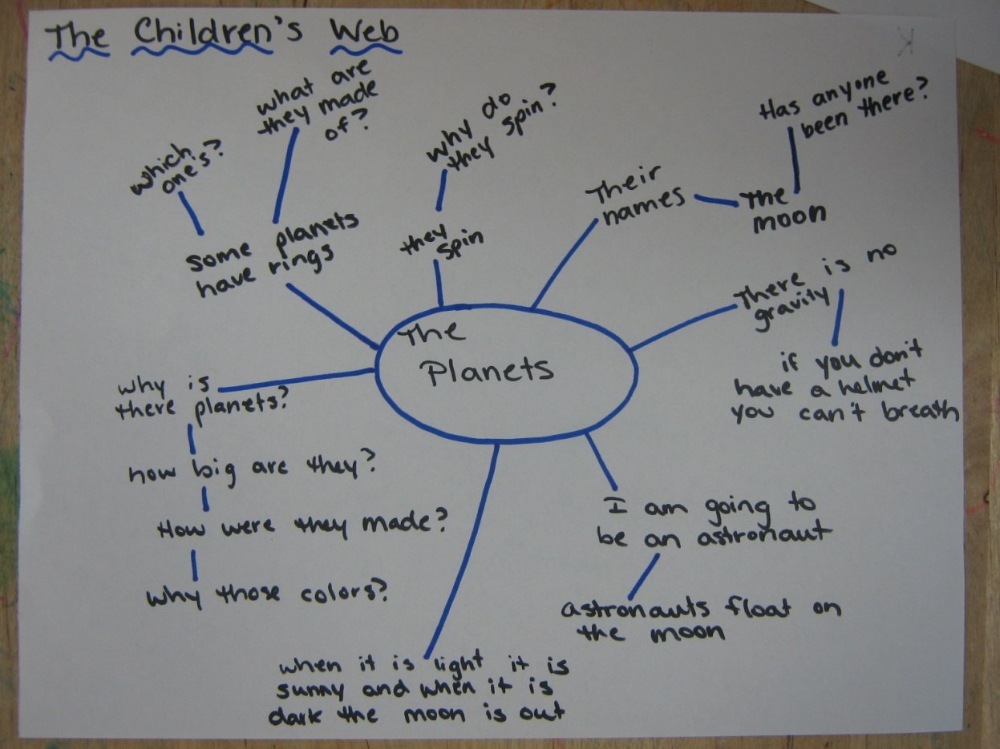 The Children's Web
what are
they made
of?
which
one's?
some planets
have rings
why do
they spin?
they
spin
Their
names
The
moon
Has anyone
been there?
There is no
gravity
if you don't
have a helmet
you can't breath
The
Planets
why is
there planets?
how big are they?
How were they made?
why those colors?
I am going to
be an astronaut
astronauts float on
the moon
when it is light it is
sunny and when it is
dark the moon is out